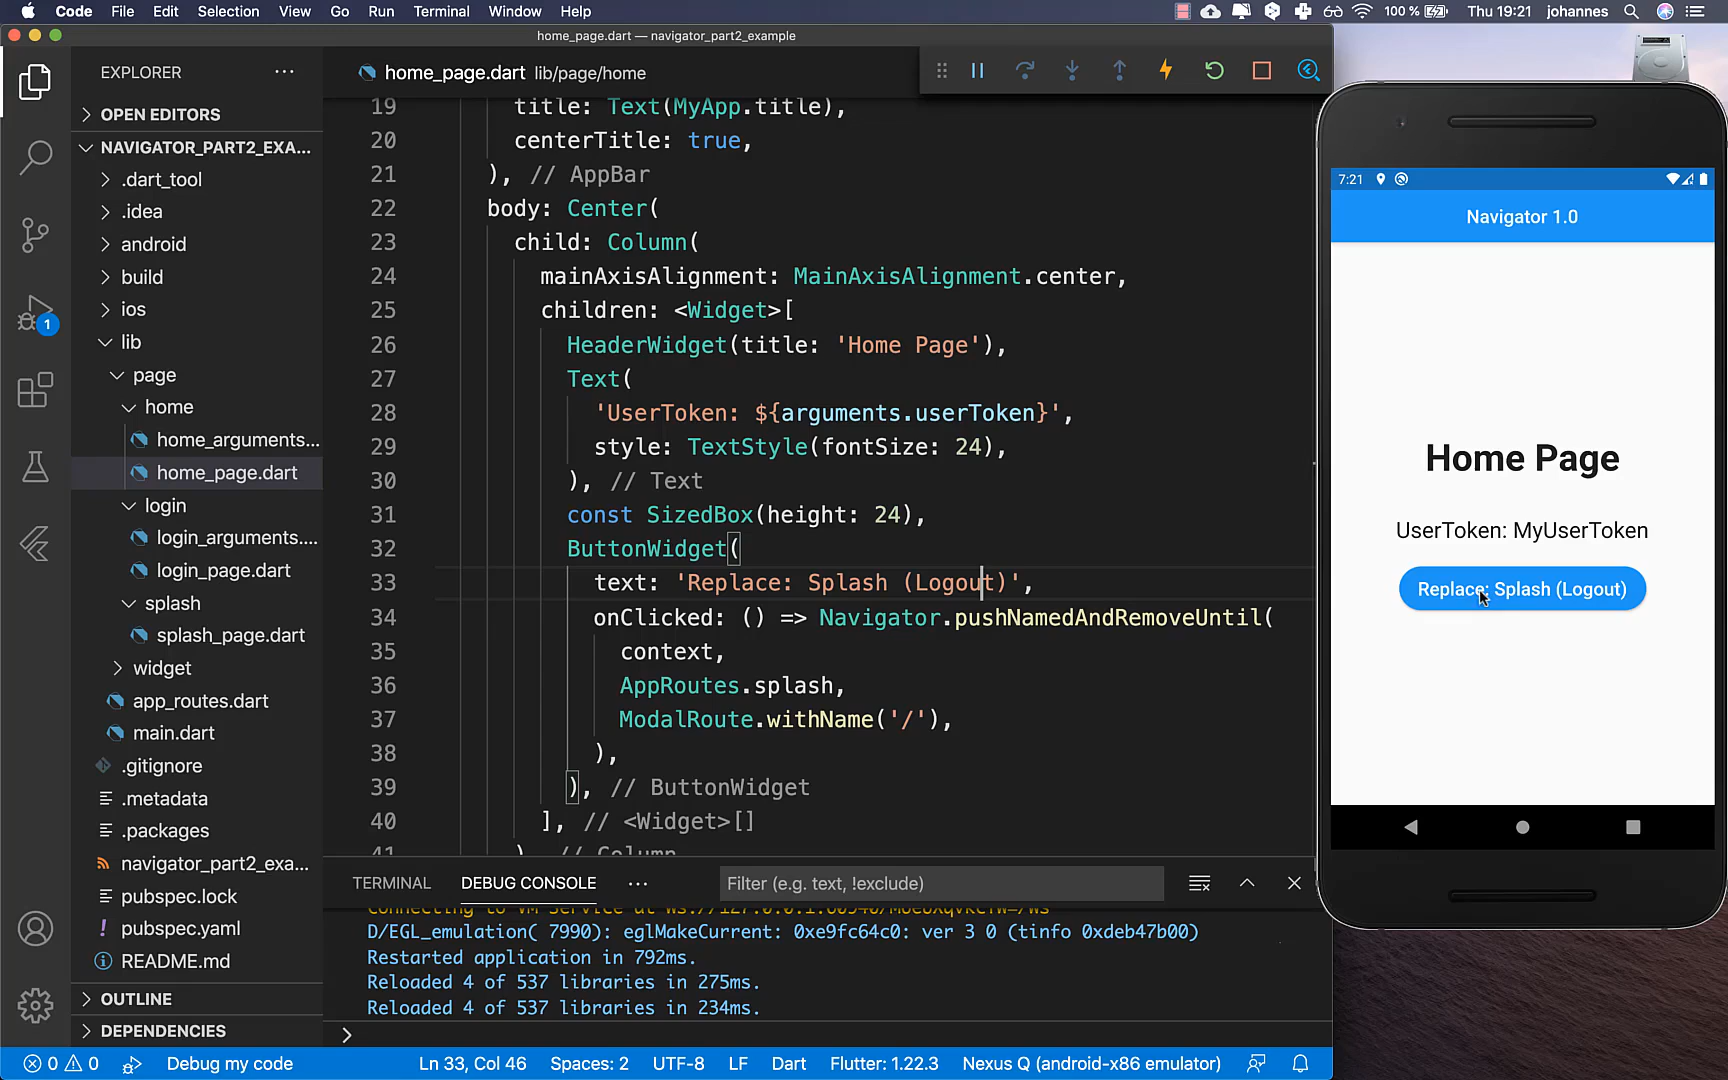 Code File Edit Selection View Go Run Terminal Window Help 100 % Thu 19:21 johannes
home_page.dart — navigator_part2_example
EXPLORER
OPEN EDITORS
NAVIGATOR_PART2_EXA...
.dart_tool
.idea
android
build
1
ios
lib
page
home
home_arguments...
home_page.dart
login
login_arguments....
login_page.dart
splash
splash_page.dart
widget
app_routes.dart
main.dart
.gitignore
.metadata
.packages
navigator_part2_exa...
pubspec.lock
! pubspec.yaml
README.md
OUTLINE
DEPENDENCIES
home_page.dart lib/page/home
19 title: Text(MyApp.title),
20 centerTitle: true,
21 ), // AppBar
22 body: Center(
23 child: Column(
24 mainAxisAlignment: MainAxisAlignment.center,
25 children: <Widget>[
26 HeaderWidget(title: 'Home Page'),
27 Text(
28 'UserToken: ${arguments.userToken}',
29 style: TextStyle(fontSize: 24),
30 ), // Text
31 const SizedBox(height: 24),
32 ButtonWidget(
33 text: 'Replace: Splash (Logout)',
34 onClicked: () => Navigator.pushNamedAndRemoveUntil(
35 context,
36 AppRoutes.splash,
37 ModalRoute.withName('/'),
38 ),
39 ), // ButtonWidget
40 ], // <Widget>[]
41 ), // Column
TERMINAL DEBUG CONSOLE Filter (e.g. text, !exclude)
D/EGL_emulation( 7990): eglMakeCurrent: 0xe9fc64c0: ver 3 0 (tinfo 0xdeb47b00)
Restarted application in 792ms.
Reloaded 4 of 537 libraries in 275ms.
Reloaded 4 of 537 libraries in 234ms.
0 0 Debug my code Ln 33, Col 46 Spaces: 2 UTF-8 LF Dart Flutter: 1.22.3 Nexus Q (android-x86 emulator)
7:21
Navigator 1.0
Home Page
UserToken: MyUserToken
Replace: Splash (Logout)